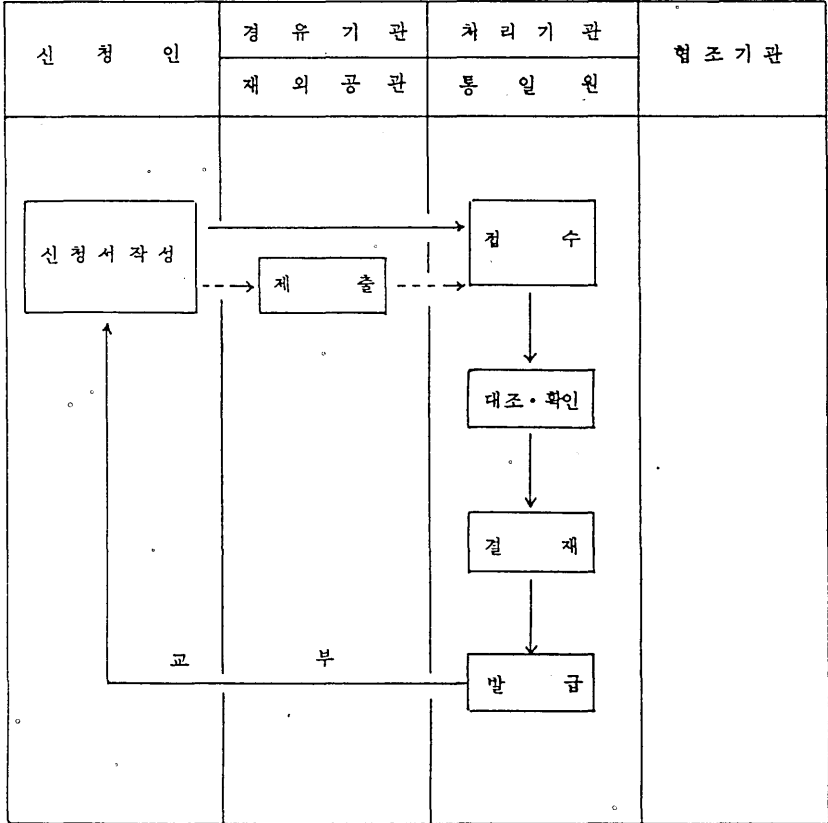 신 청 인
경 유 기 관
처 리 기 관
협 조 기 관
재 외 공 관
통 일 원
신 청 서 작 성
접 수
제 출
대조·확인
결 재
교 부
발 급